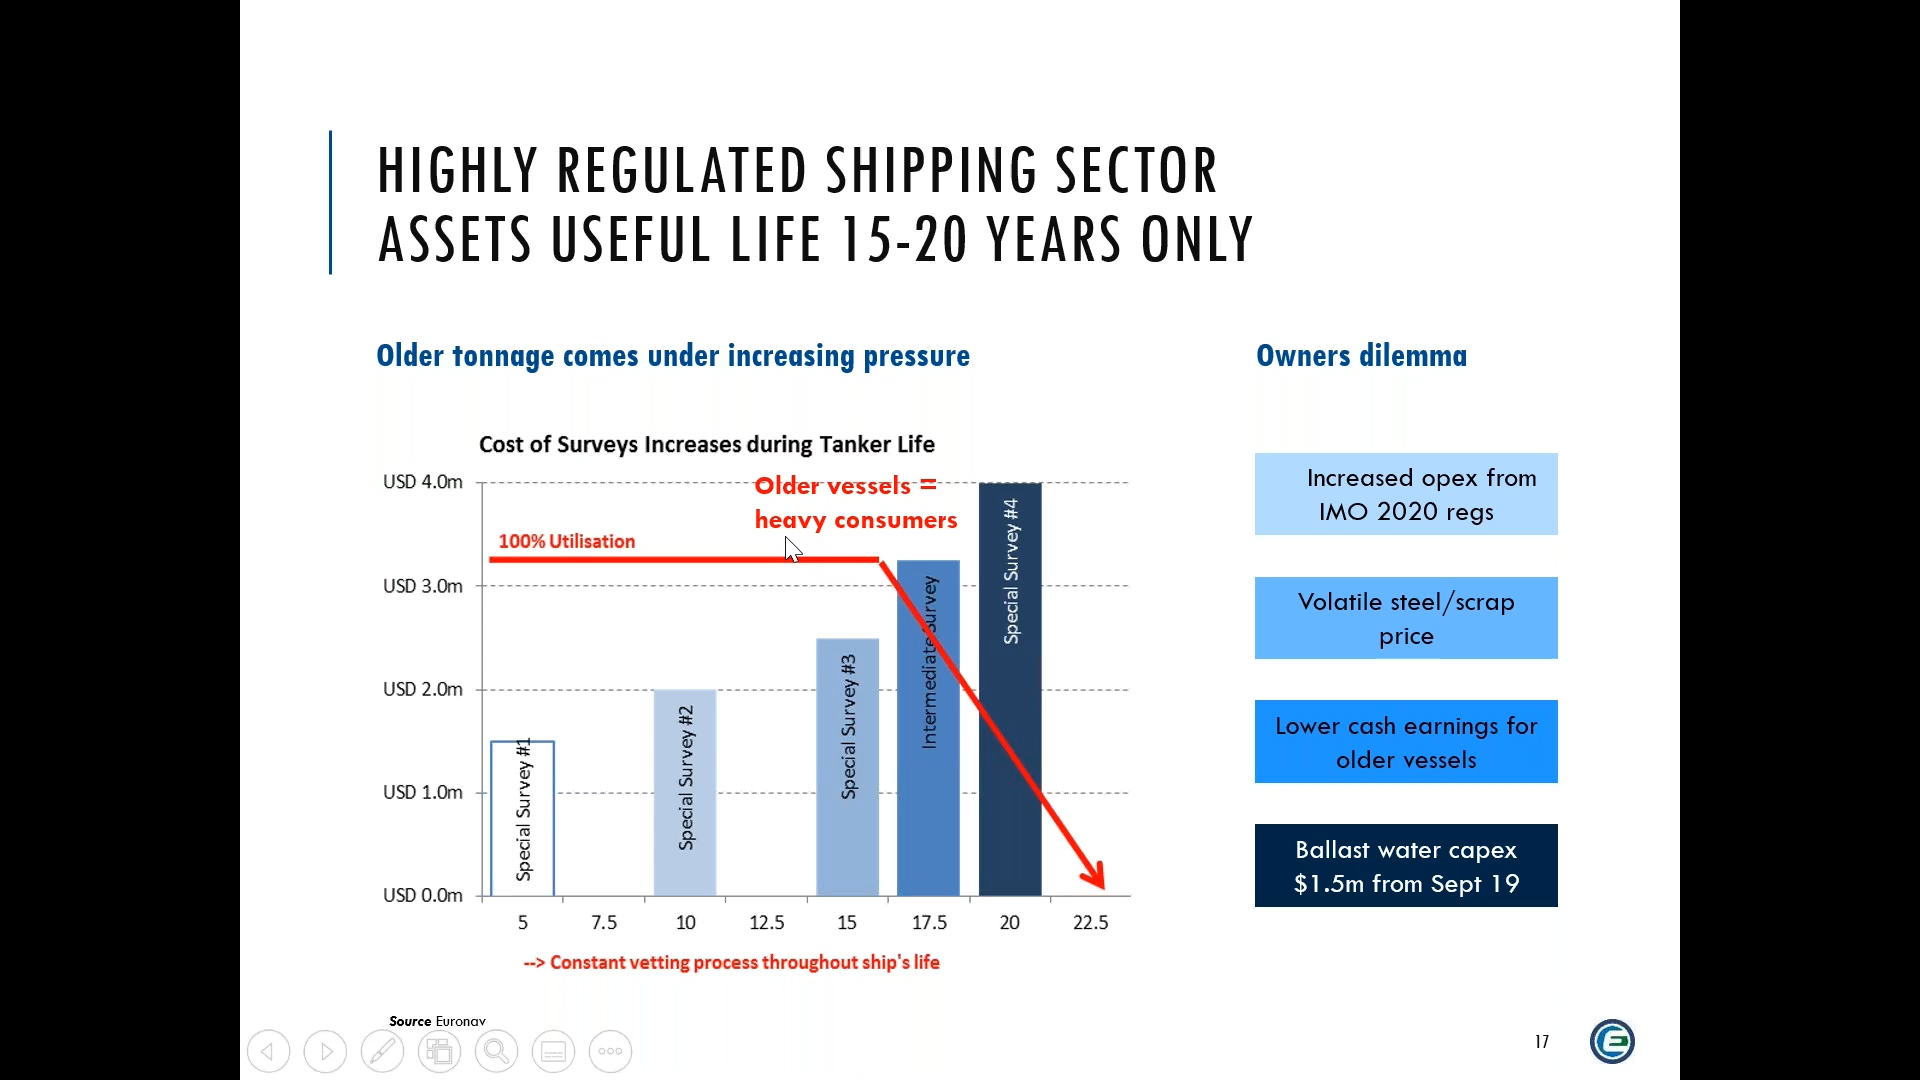 HIGHLY REGULATED SHIPPING SECTOR
ASSETS USEFUL LIFE 15-20 YEARS ONLY
Older tonnage comes under increasing pressure
Cost of Surveys Increases during Tanker Life
USD 4.0m
USD 3.0m
USD 2.0m
USD 1.0m
USD 0.0m
Older vessels =
heavy consumers
100% Utilisation
Special Survey #1
Special Survey #2
Special Survey #3
Intermediate Survey
Special Survey #4
5 7.5 10 12.5 15 17.5 20 22.5
--> Constant vetting process throughout ship's life
Owners dilemma
Increased opex from
IMO 2020 regs
Volatile steel/scrap
price
Lower cash earnings for
older vessels
Ballast water capex
$1.5m from Sept 19
Source Euronav
17